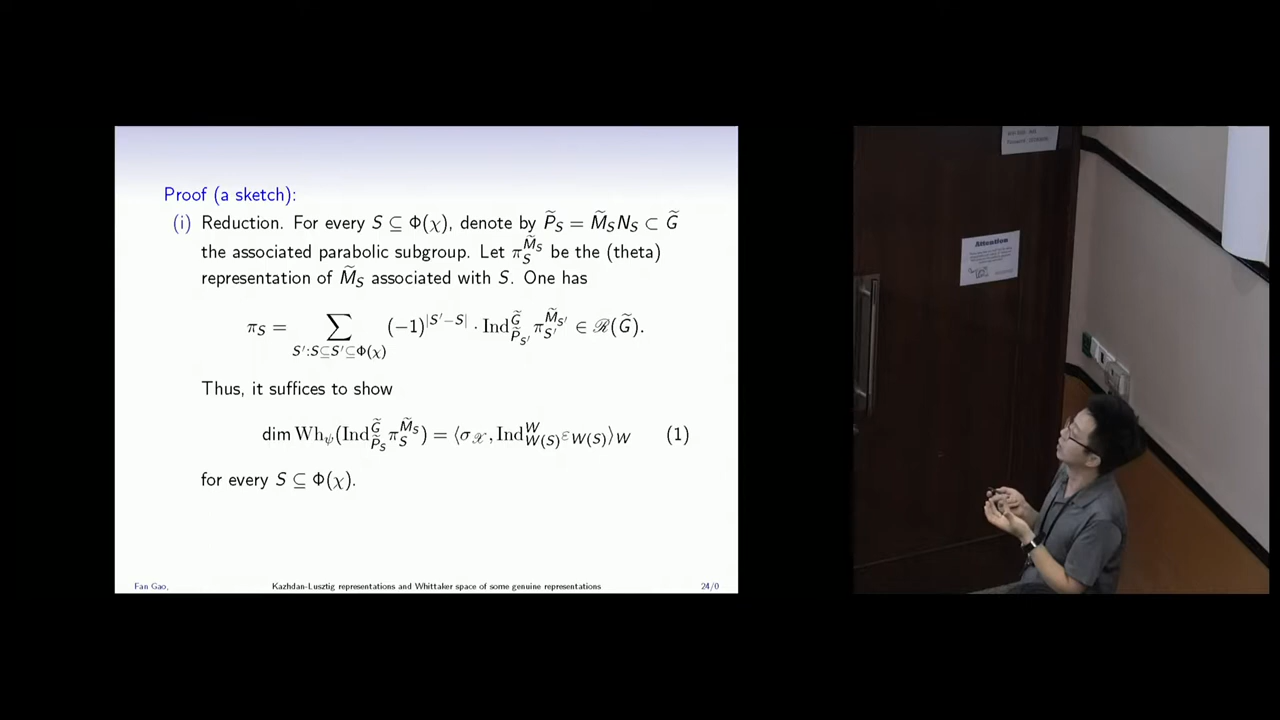 Proof (a sketch):
(i) Reduction. For every S ⊆ Φ(χ), denote by P̃_S = M̃_S N_S ⊂ G̃
the associated parabolic subgroup. Let π_S^{M̃_S} be the (theta)
representation of M̃_S associated with S. One has
π_S = ∑_{S′:S⊆S′⊆Φ(χ)} (−1)^{|S′−S|} · Ind_{P̃_{S′}}^{G̃} π_{S′}^{M̃_{S′}} ∈ ℛ(G̃).
Thus, it suffices to show
dim Wh_ψ(Ind_{P̃_S}^{G̃} π_S^{M̃_S}) = ⟨σ_𝒳, Ind_{W(S)}^{W} ε_{W(S)}⟩_W (1)
for every S ⊆ Φ(χ).
Fan Gao, Kazhdan-Lusztig representations and Whittaker space of some genuine representations 24/0
Attention